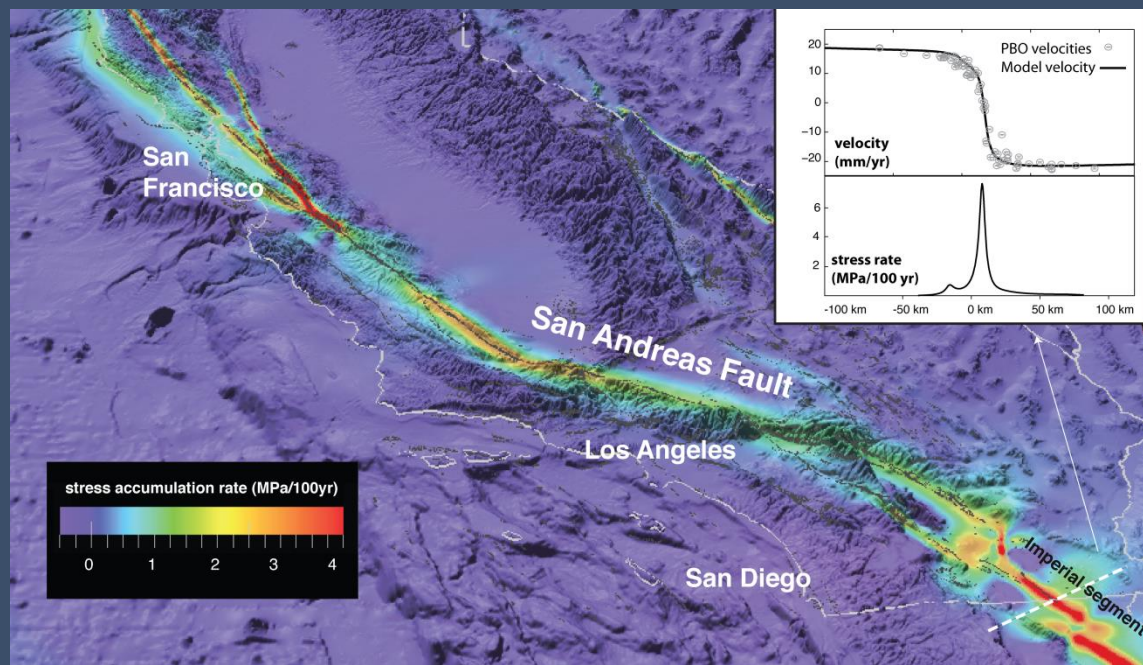 San
Francisco
San Andreas Fault
Los Angeles
San Diego
Imperial segment
stress accumulation rate (MPa/100yr)
0 1 2 3 4
PBO velocities
Model velocity
20
10
0
-10
-20
velocity
(mm/yr)
6
4
2
stress rate
(MPa/100 yr)
-100 km -50 km 0 km 50 km 100 km